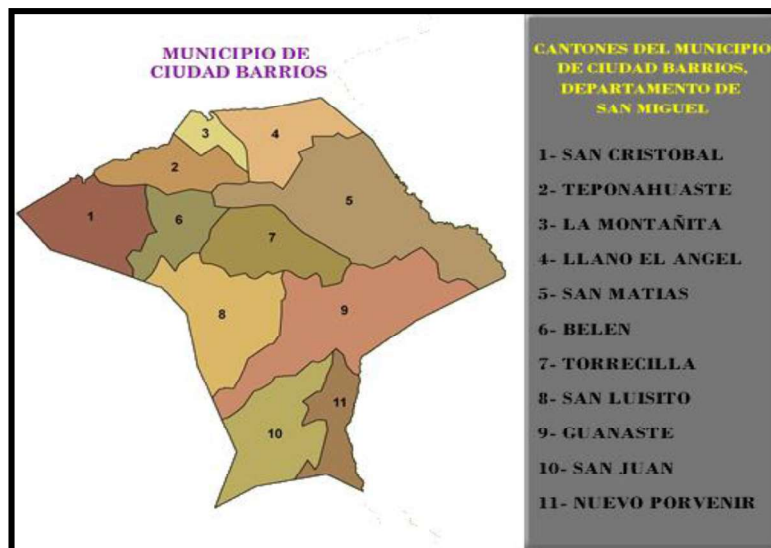 MUNICIPIO DE
CIUDAD BARRIOS
3
4
2
5
1
6
7
8
9
11
10
CANTONES DEL MUNICIPIO
DE CIUDAD BARRIOS,
DEPARTAMENTO DE
SAN MIGUEL
1- SAN CRISTOBAL
2- TEPONAHUASTE
3- LA MONTAÑITA
4- LLANO EL ANGEL
5- SAN MATIAS
6- BELEN
7- TORRECILLA
8- SAN LUISITO
9- GUANASTE
10- SAN JUAN
11- NUEVO PORVENIR